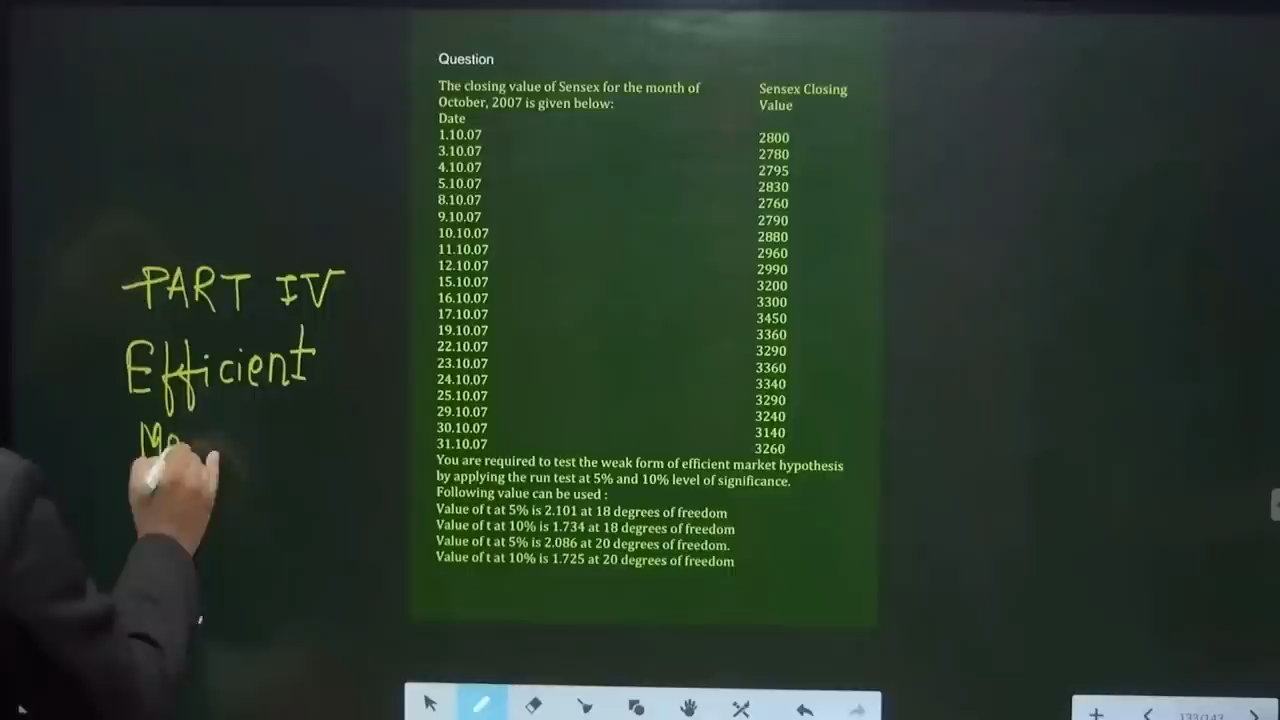 Question
The closing value of Sensex for the month of October, 2007 is given below:
Sensex Closing Value
Date
1.10.07 2800
3.10.07 2780
4.10.07 2795
5.10.07 2830
8.10.07 2760
9.10.07 2790
10.10.07 2880
11.10.07 2960
12.10.07 2990
15.10.07 3200
16.10.07 3300
17.10.07 3450
19.10.07 3360
22.10.07 3290
23.10.07 3360
24.10.07 3340
25.10.07 3290
29.10.07 3240
30.10.07 3140
31.10.07 3260
You are required to test the weak form of efficient market hypothesis
by applying the run test at 5% and 10% level of significance.
Following value can be used :
Value of t at 5% is 2.101 at 18 degrees of freedom
Value of t at 10% is 1.734 at 18 degrees of freedom
Value of t at 5% is 2.086 at 20 degrees of freedom.
Value of t at 10% is 1.725 at 20 degrees of freedom
PART IV
Efficient
133/143